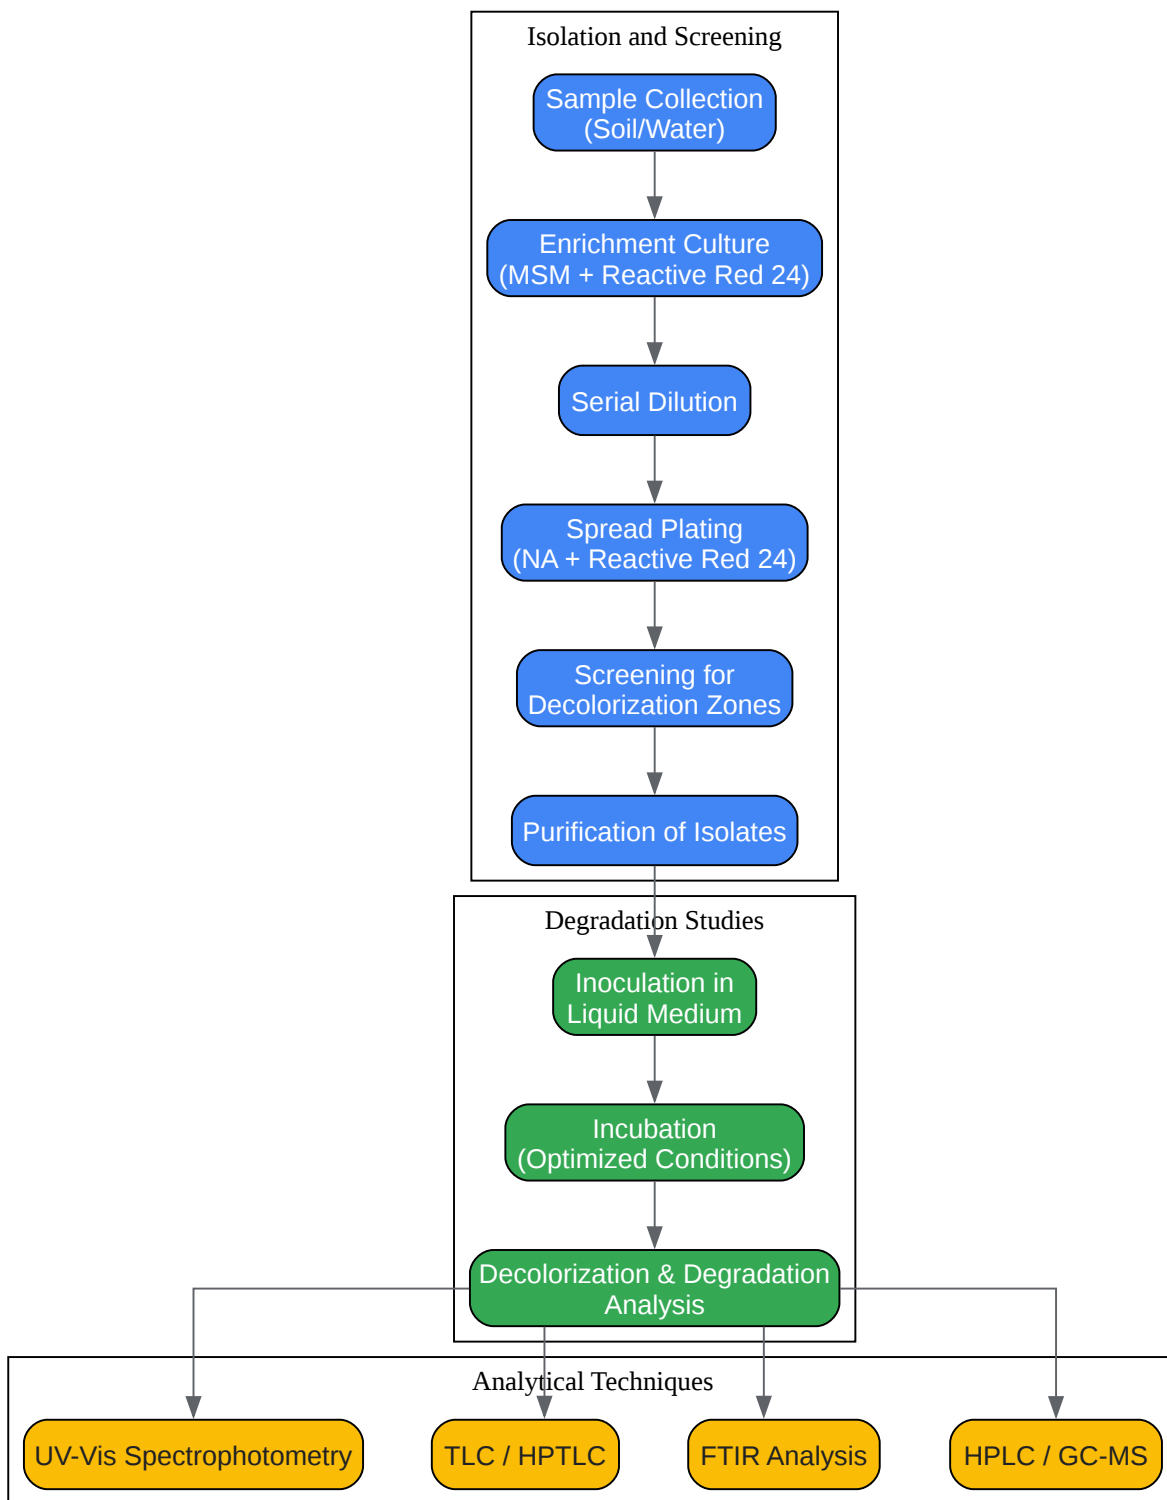 Isolation and Screening
Sample Collection
(Soil/Water)
Enrichment Culture
(MSM + Reactive Red 24)
Serial Dilution
Spread Plating
(NA + Reactive Red 24)
Screening for
Decolorization Zones
Purification of Isolates
Degradation Studies
Inoculation in
Liquid Medium
Incubation
(Optimized Conditions)
Decolorization & Degradation
Analysis
Analytical Techniques
UV-Vis Spectrophotometry
TLC / HPTLC
FTIR Analysis
HPLC / GC-MS